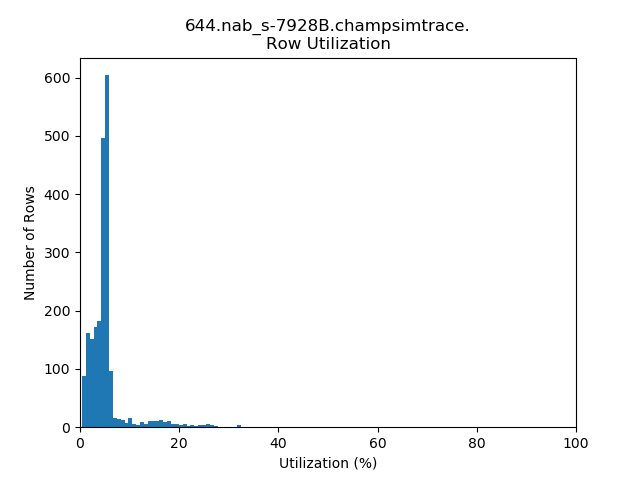 644.nab_s-7928B.champsimtrace.
Row Utilization
600
500
400
300
200
100
0
Number of Rows
0 20 40 60 80 100
Utilization (%)